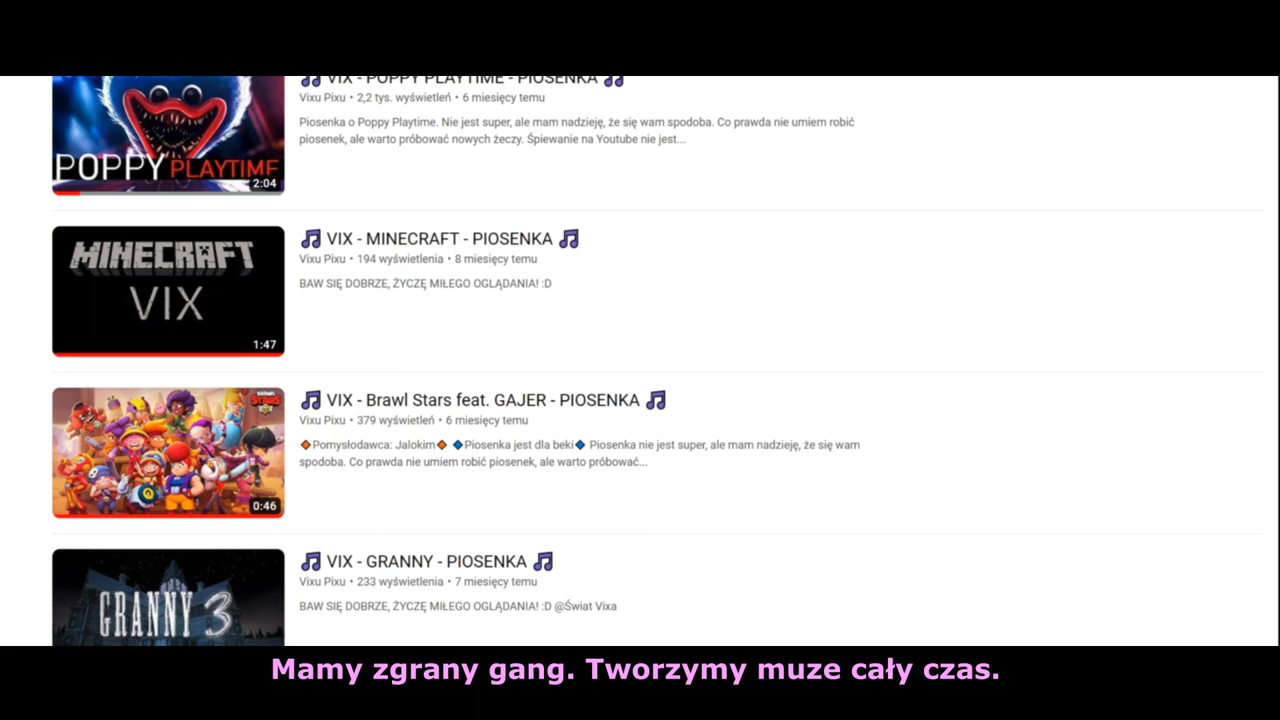 🎵 VIX - POPPY PLAYTIME - PIOSENKA 🎵
Vixu Pixu • 2,2 tys. wyświetleń • 6 miesięcy temu
Piosenka o Poppy Playtime. Nie jest super, ale mam nadzieję, że się wam spodoba. Co prawda nie umiem robić
piosenek, ale warto próbować nowych żeczy. Śpiewanie na Youtube nie jest...
POPPY PLAYTIME
2:04
MINECRAFT
VIX
1:47
🎵 VIX - MINECRAFT - PIOSENKA 🎵
Vixu Pixu • 194 wyświetlenia • 8 miesięcy temu
BAW SIĘ DOBRZE, ŻYCZĘ MIŁEGO OGLĄDANIA! :D
BRAWL
STARS
0:46
🎵 VIX - Brawl Stars feat. GAJER - PIOSENKA 🎵
Vixu Pixu • 379 wyświetleń • 6 miesięcy temu
🔶Pomysłodawca: Jalokim🔶 🔷Piosenka jest dla beki🔷 Piosenka nie jest super, ale mam nadzieję, że się wam
spodoba. Co prawda nie umiem robić piosenek, ale warto próbować...
GRANNY 3
🎵 VIX - GRANNY - PIOSENKA 🎵
Vixu Pixu • 233 wyświetlenia • 7 miesięcy temu
BAW SIĘ DOBRZE, ŻYCZĘ MIŁEGO OGLĄDANIA! :D @Świat Vixa
Mamy zgrany gang. Tworzymy muze cały czas.